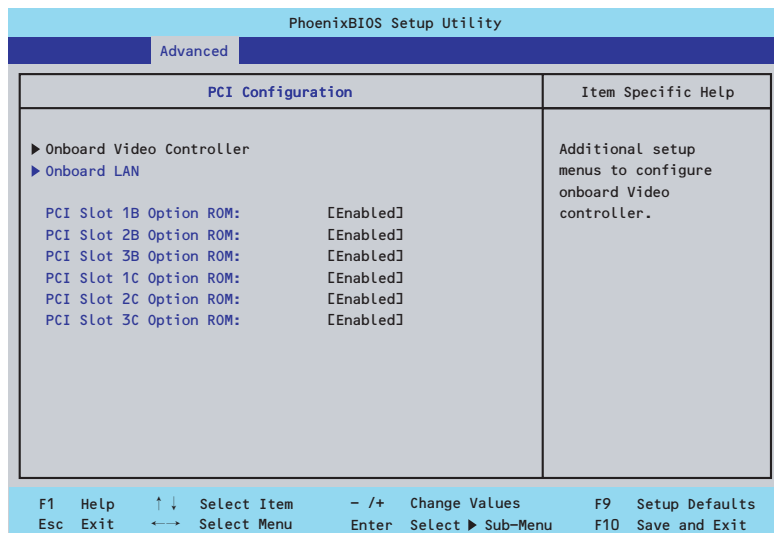 PhoenixBIOS Setup Utility
Advanced
PCI Configuration
Item Specific Help
▶ Onboard Video Controller
▶ Onboard LAN
PCI Slot 1B Option ROM: [Enabled]
PCI Slot 2B Option ROM: [Enabled]
PCI Slot 3B Option ROM: [Enabled]
PCI Slot 1C Option ROM: [Enabled]
PCI Slot 2C Option ROM: [Enabled]
PCI Slot 3C Option ROM: [Enabled]
Additional setup
menus to configure
onboard Video
controller.
F1 Help ↑↓ Select Item - /+ Change Values F9 Setup Defaults
Esc Exit ←→ Select Menu Enter Select ▶ Sub-Menu F10 Save and Exit